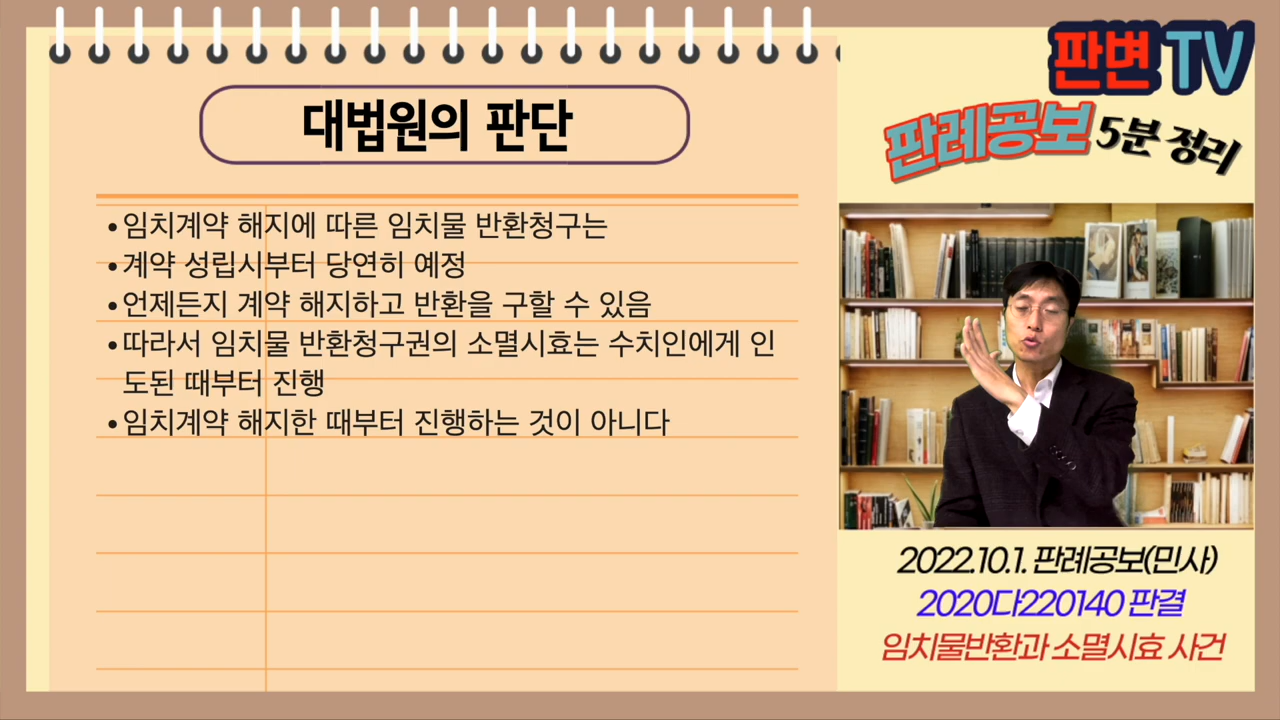 대법원의 판단
• 임치계약 해지에 따른 임치물 반환청구는
• 계약 성립시부터 당연히 예정
• 언제든지 계약 해지하고 반환을 구할 수 있음
• 따라서 임치물 반환청구권의 소멸시효는 수치인에게 인
도된 때부터 진행
• 임치계약 해지한 때부터 진행하는 것이 아니다
판변 TV
판례공보 5분 정리
2022.10.1. 판례공보(민사)
2020다220140 판결
임치물반환과 소멸시효 사건